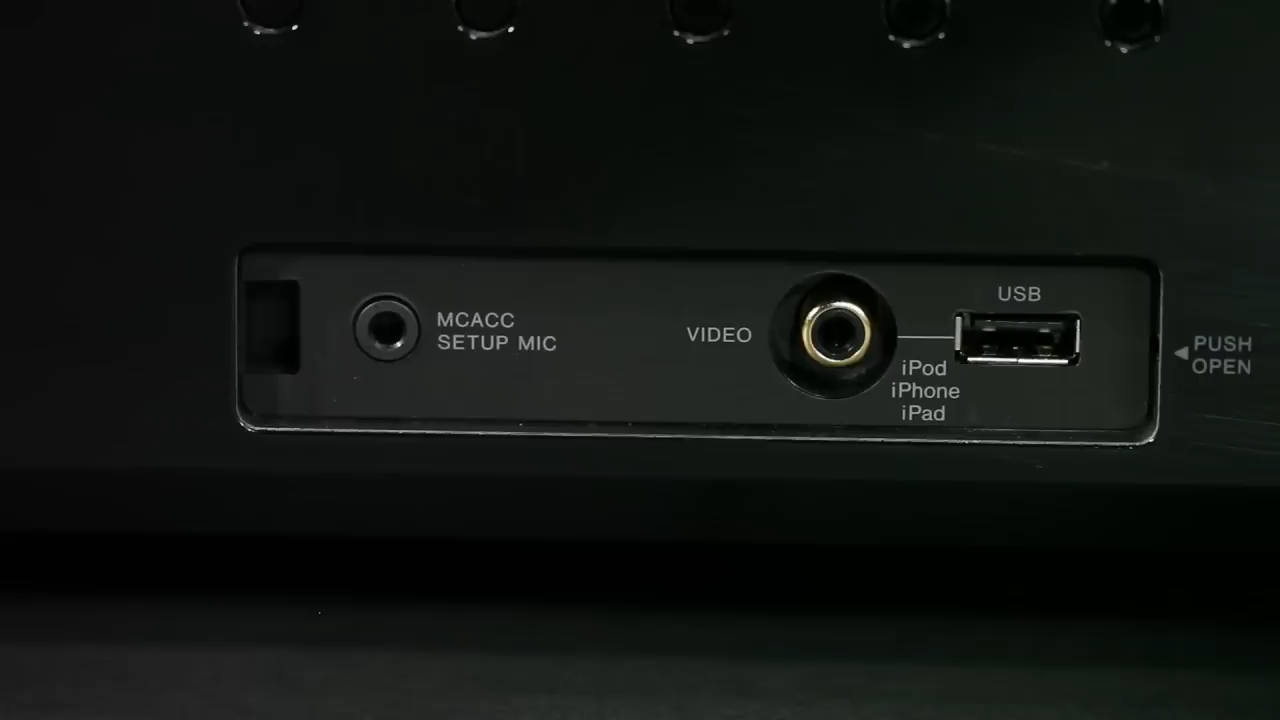 MCACC
SETUP MIC
VIDEO
USB
iPod
iPhone
iPad
PUSH
OPEN